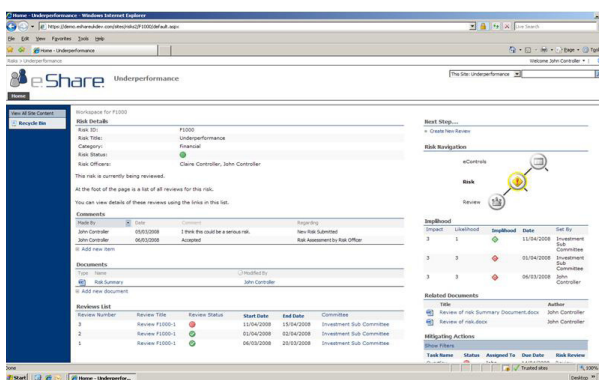 Home - Underperformance - Windows Internet Explorer
Live Search
File Edit View Favorites Tools Help
Home - Underperformance
Page
Risks > Underperformance
Welcome John Controller
eShare
Underperformance
The Site: Underperformance
Home
View All Site Content
Recycle Bin
Workspace for F1000
Risk Details
Risk ID: F1000
Risk Title: Underperformance
Category: Financial
Risk Status:
Risk Officers: Claire Controller, John Controller
This risk is currently being reviewed.
At the foot of the page is a list of all reviews for this risk.
You can view details of these reviews using the links in this list.
Comments
Made By Date Comment Regarding
John Controller 05/03/2008 I think this could be a serious risk. New Risk Submitted
John Controller 06/03/2008 Accepted Risk Assessment by Risk Officer
Add new item
Documents
Type Name Modified By
Risk Summary John Controller
Add new document
Reviews List
Review Number Review Title Review Status Start Date End Date Committee
3 Review F1000-1 11/04/2008 15/04/2008 Investment Sub Committee
2 Review F1000-1 01/04/2008 02/04/2008 Investment Sub Committee
1 Review F1000-1 06/03/2008 20/03/2008 Investment Sub Committee
Next Step...
Create New Review
Risk Navigation
eControls
Risk
Review
Implihood
Impact Likelihood Implihood Date Set By
3 1 11/04/2008 Investment Sub Committee
3 3 01/04/2008 Investment Sub Committee
3 3 06/03/2008 John Controller
Related Documents
Title Author
Review of risk Summary Document.docx John Controller
Review of risk.docx John Controller
Mitigating Actions
Show Filters
Task Name Status Assigned To Due Date Risk Review
Done
Trusted sites
100%
Start
Home - Underperfor...
Desktop